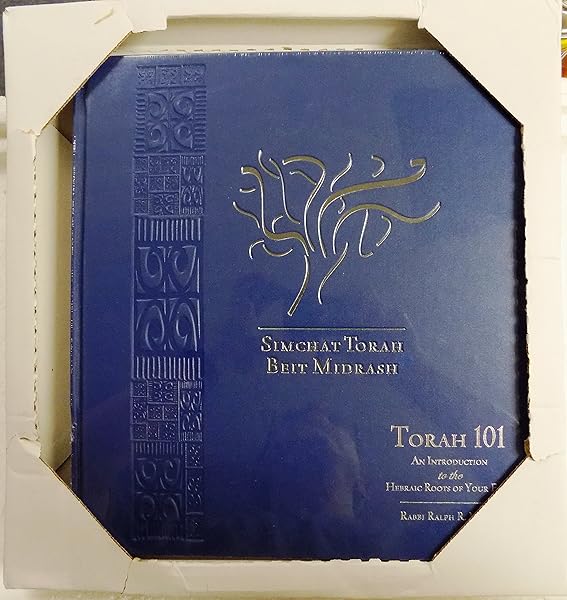 SIMCHAT TORAH
BEIT MIDRASH
TORAH 101
AN INTRODUCTION
to the
HEBRAIC ROOTS OF YOUR
RABBI RALPH R.